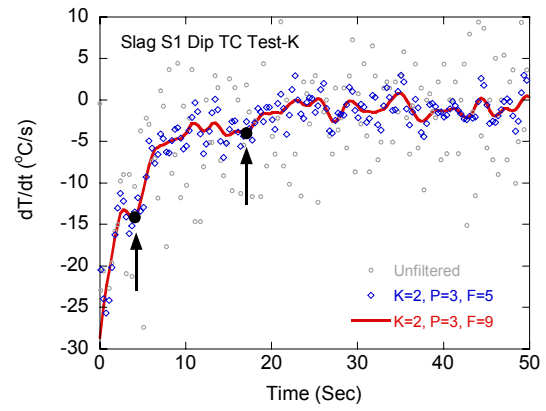 Slag S1 Dip TC Test-K
10
5
0
-5
-10
-15
-20
-25
-30
dT/dt (°C/s)
Unfiltered
K=2, P=3, F=5
K=2, P=3, F=9
0 10 20 30 40 50
Time (Sec)